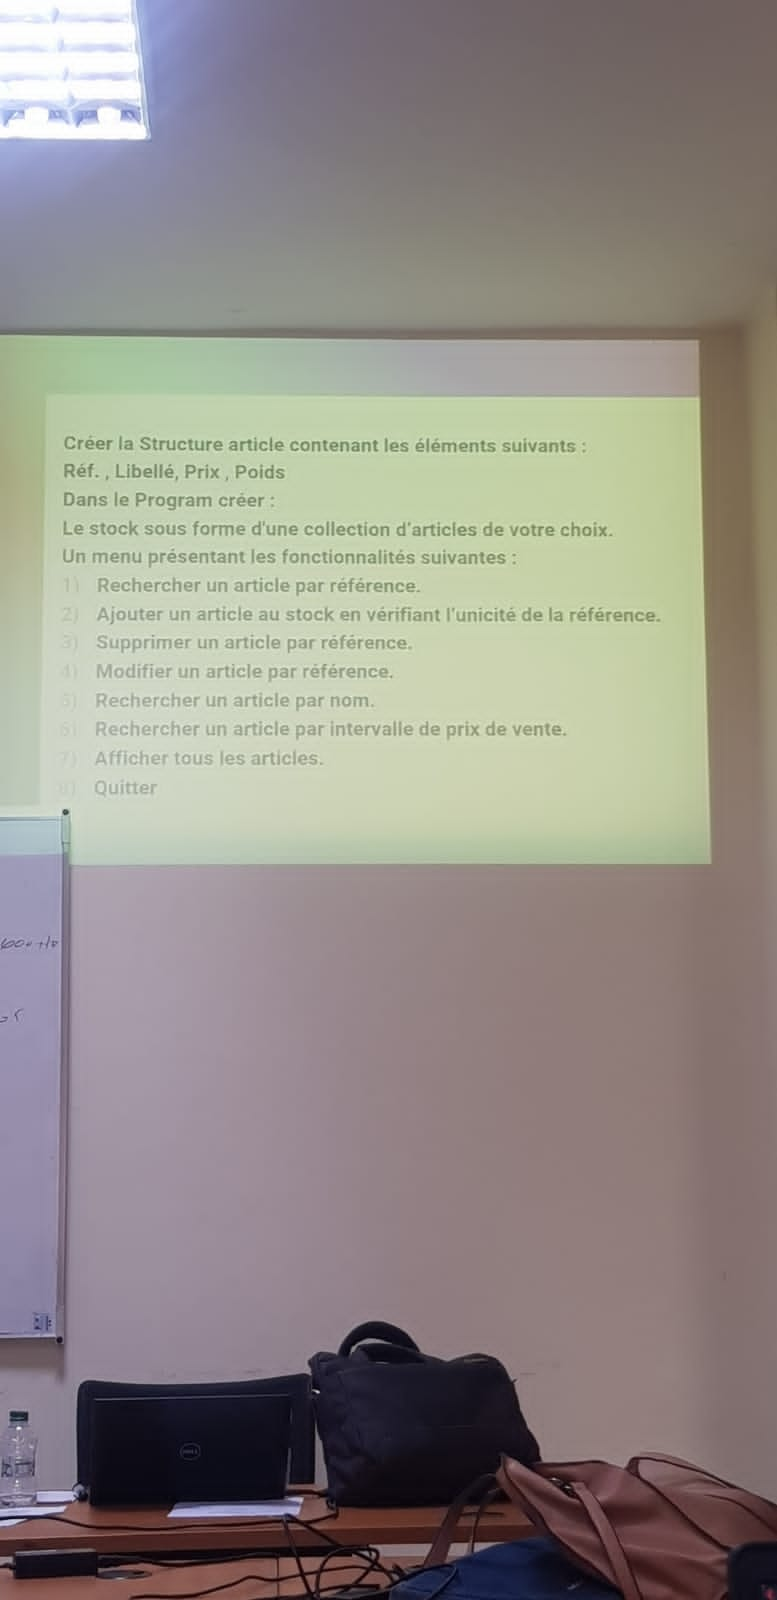 Créer la Structure article contenant les éléments suivants :
Réf. , Libellé, Prix , Poids
Dans le Program créer :
Le stock sous forme d'une collection d'articles de votre choix.
Un menu présentant les fonctionnalités suivantes :
1) Rechercher un article par référence.
2) Ajouter un article au stock en vérifiant l'unicité de la référence.
3) Supprimer un article par référence.
4) Modifier un article par référence.
5) Rechercher un article par nom.
6) Rechercher un article par intervalle de prix de vente.
7) Afficher tous les articles.
8) Quitter
DELL